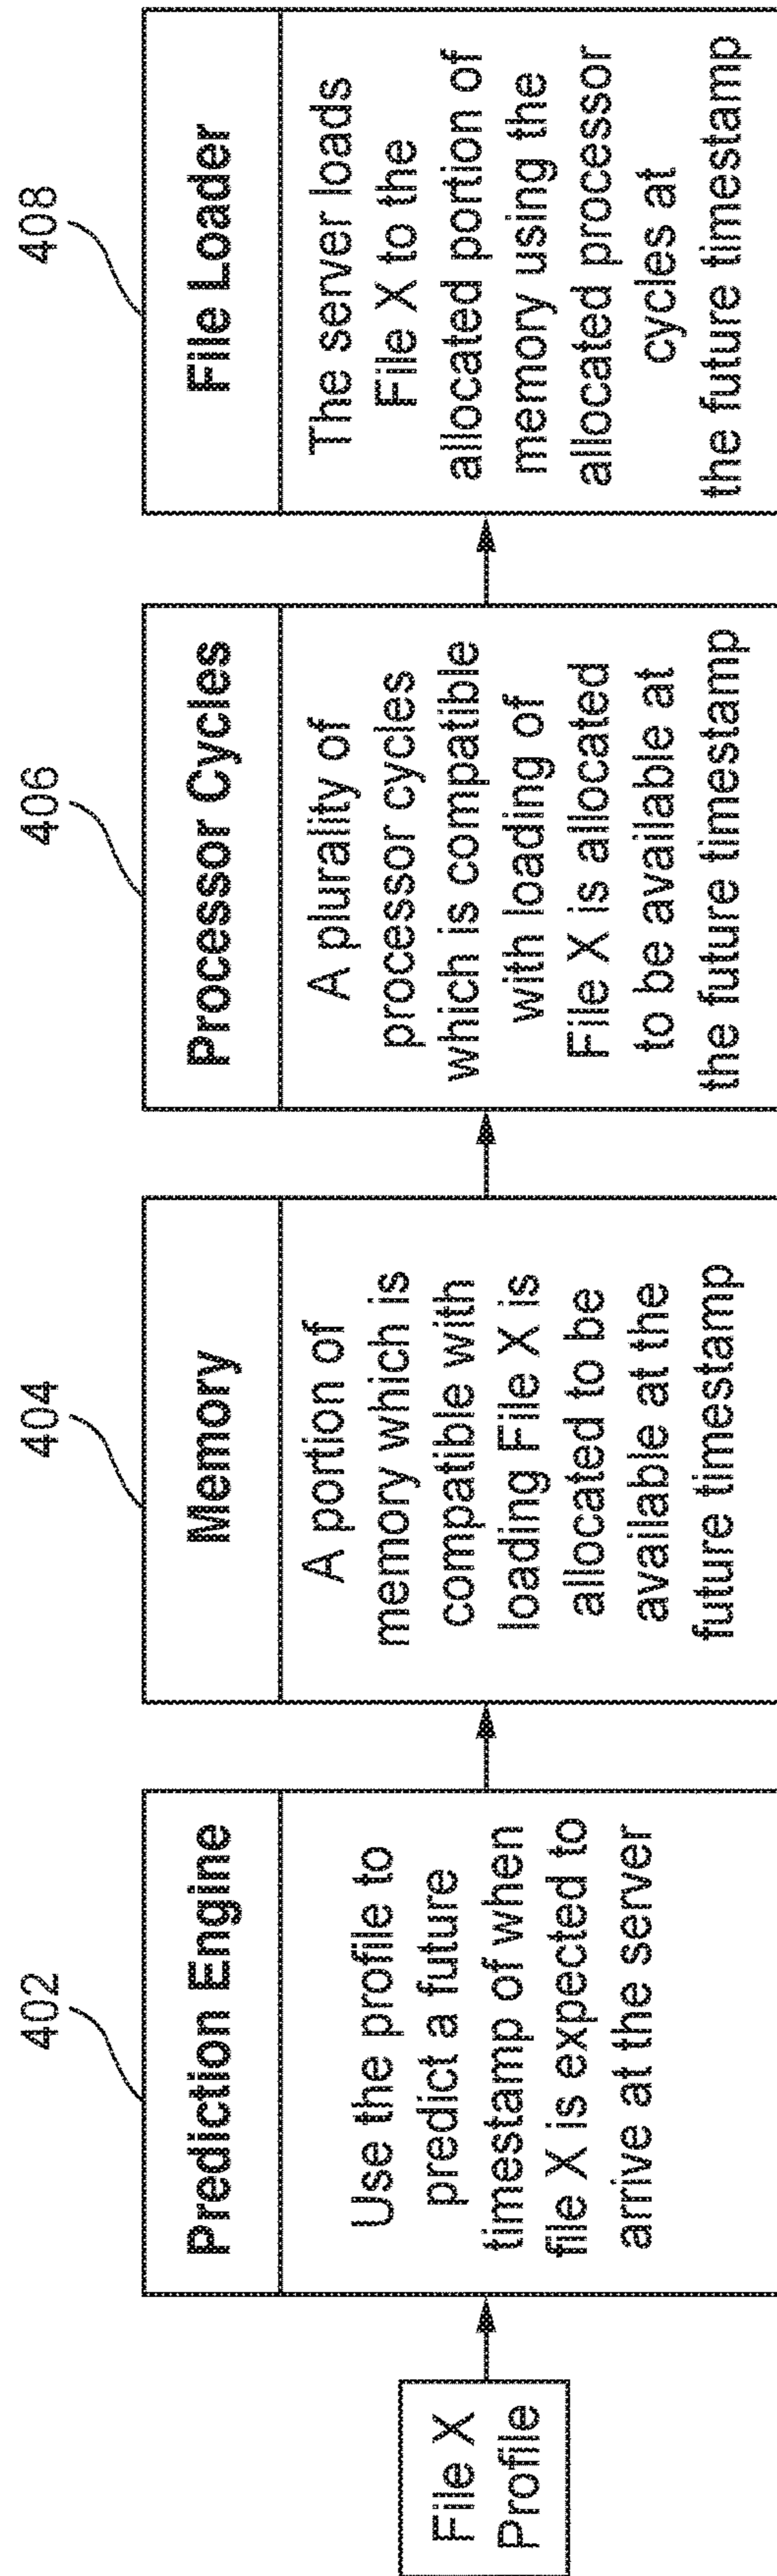 File X
Profile
402
Prediction Engine
Use the profile to
predict a future
timestamp of when
file X is expected to
arrive at the server
404
Memory
A portion of
memory which is
compatible with
loading File X is
allocated to be
available at the
future timestamp
406
Processor Cycles
A plurality of
processor cycles
which is compatible
with loading of
File X is allocated
to be available at
the future timestamp
408
File Loader
The server loads
File X to the
allocated portion of
memory using the
allocated processor
cycles at
the future timestamp